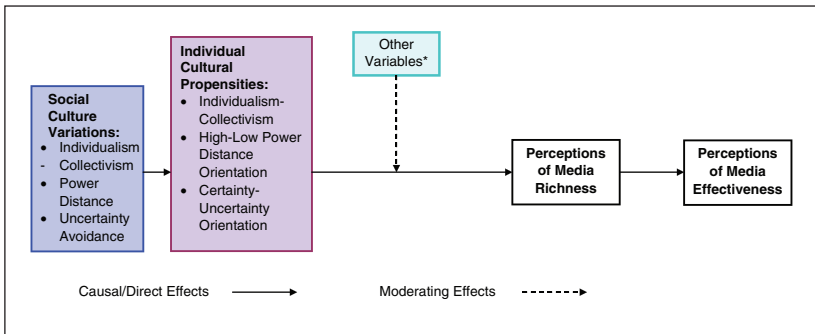 Social
Culture
Variations:
• Individualism
- Collectivism
• Power
Distance
• Uncertainty
Avoidance
Individual
Cultural
Propensities:
• Individualism-
Collectivism
• High-Low Power
Distance
Orientation
• Certainty-
Uncertainty
Orientation
Other
Variables*
Perceptions
of Media
Richness
Perceptions
of Media
Effectiveness
Causal/Direct Effects
Moderating Effects